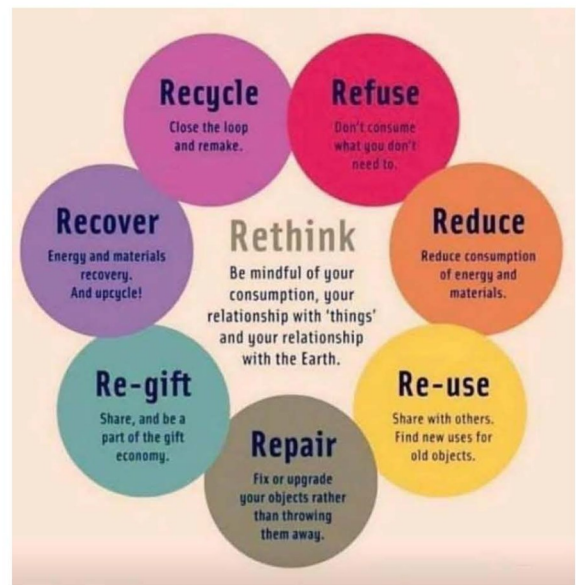 Recycle
Close the loop
and remake.
Refuse
Don't consume
what you don't
need to.
Recover
Energy and materials
recovery.
And upcycle!
Rethink
Be mindful of your
consumption, your
relationship with 'things'
and your relationship
with the Earth.
Reduce
Reduce consumption
of energy and
materials.
Re-gift
Share, and be a
part of the gift
economy.
Repair
Fix or upgrade
your objects rather
than throwing
them away.
Re-use
Share with others.
Find new uses for
old objects.